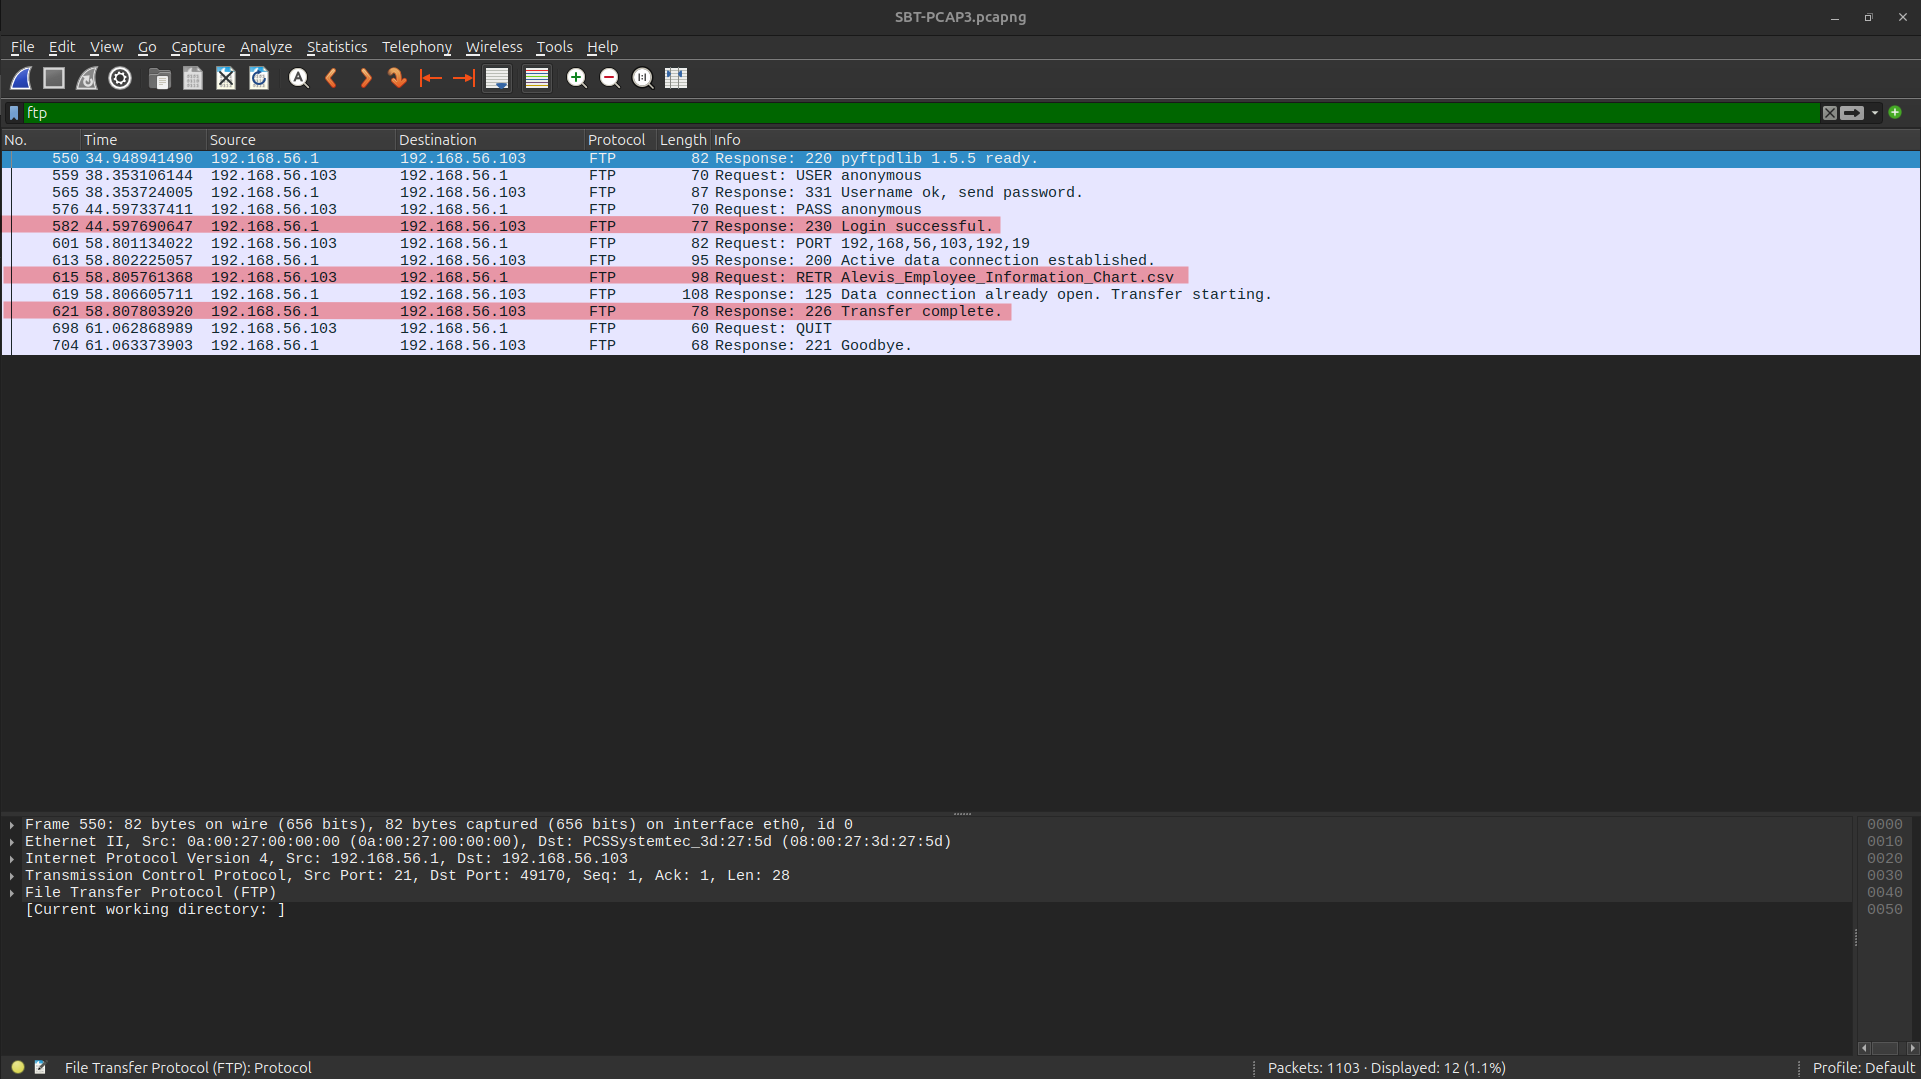 SBT-PCAP3.pcapng
File Edit View Go Capture Analyze Statistics Telephony Wireless Tools Help
ftp
No. Time Source Destination Protocol Length Info
550 34.948941490 192.168.56.1 192.168.56.103 FTP 82 Response: 220 pyftpdlib 1.5.5 ready.
559 38.353106144 192.168.56.103 192.168.56.1 FTP 70 Request: USER anonymous
565 38.353724005 192.168.56.1 192.168.56.103 FTP 87 Response: 331 Username ok, send password.
576 44.597337411 192.168.56.103 192.168.56.1 FTP 70 Request: PASS anonymous
582 44.597690647 192.168.56.1 192.168.56.103 FTP 77 Response: 230 Login successful.
601 58.801134022 192.168.56.103 192.168.56.1 FTP 82 Request: PORT 192,168,56,103,192,19
613 58.802225057 192.168.56.1 192.168.56.103 FTP 95 Response: 200 Active data connection established.
615 58.805761368 192.168.56.103 192.168.56.1 FTP 98 Request: RETR Alevis_Employee_Information_Chart.csv
619 58.806605711 192.168.56.1 192.168.56.103 FTP 108 Response: 125 Data connection already open. Transfer starting.
621 58.807803920 192.168.56.1 192.168.56.103 FTP 78 Response: 226 Transfer complete.
698 61.062868989 192.168.56.103 192.168.56.1 FTP 60 Request: QUIT
704 61.063373903 192.168.56.1 192.168.56.103 FTP 68 Response: 221 Goodbye.
Frame 550: 82 bytes on wire (656 bits), 82 bytes captured (656 bits) on interface eth0, id 0
Ethernet II, Src: 0a:00:27:00:00:00 (0a:00:27:00:00:00), Dst: PCSSystemtec_3d:27:5d (08:00:27:3d:27:5d)
Internet Protocol Version 4, Src: 192.168.56.1, Dst: 192.168.56.103
Transmission Control Protocol, Src Port: 21, Dst Port: 49170, Seq: 1, Ack: 1, Len: 28
File Transfer Protocol (FTP)
[Current working directory: ]
0000
0010
0020
0030
0040
0050
File Transfer Protocol (FTP): Protocol
Packets: 1103 · Displayed: 12 (1.1%)
Profile: Default